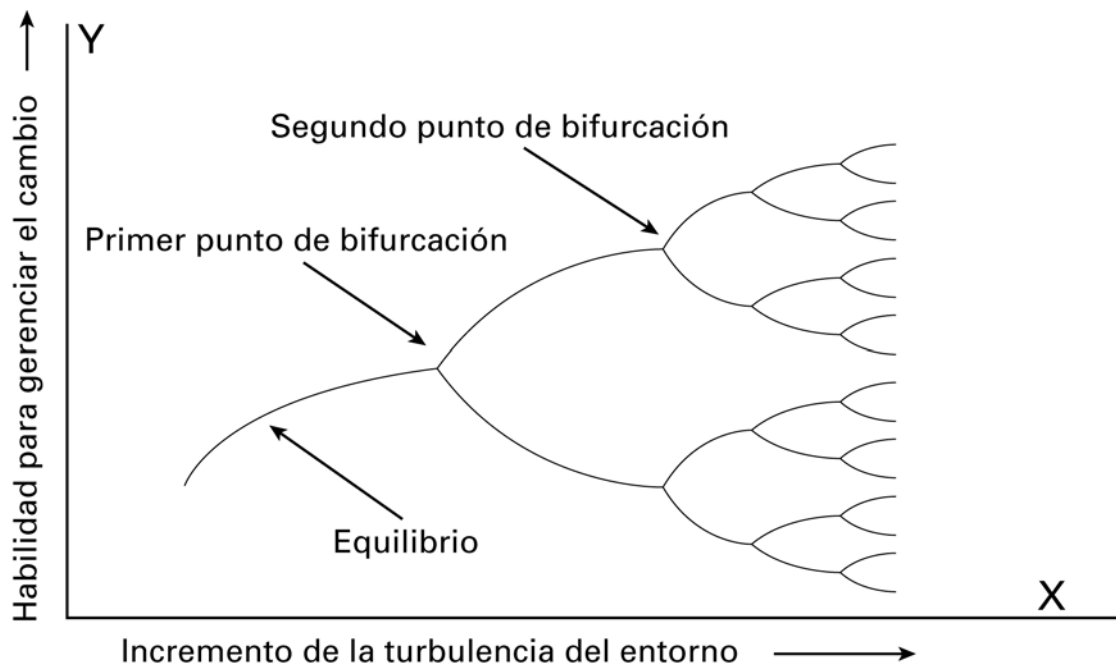 Y
Habilidad para gerenciar el cambio
Segundo punto de bifurcación
Primer punto de bifurcación
Equilibrio
X
Incremento de la turbulencia del entorno